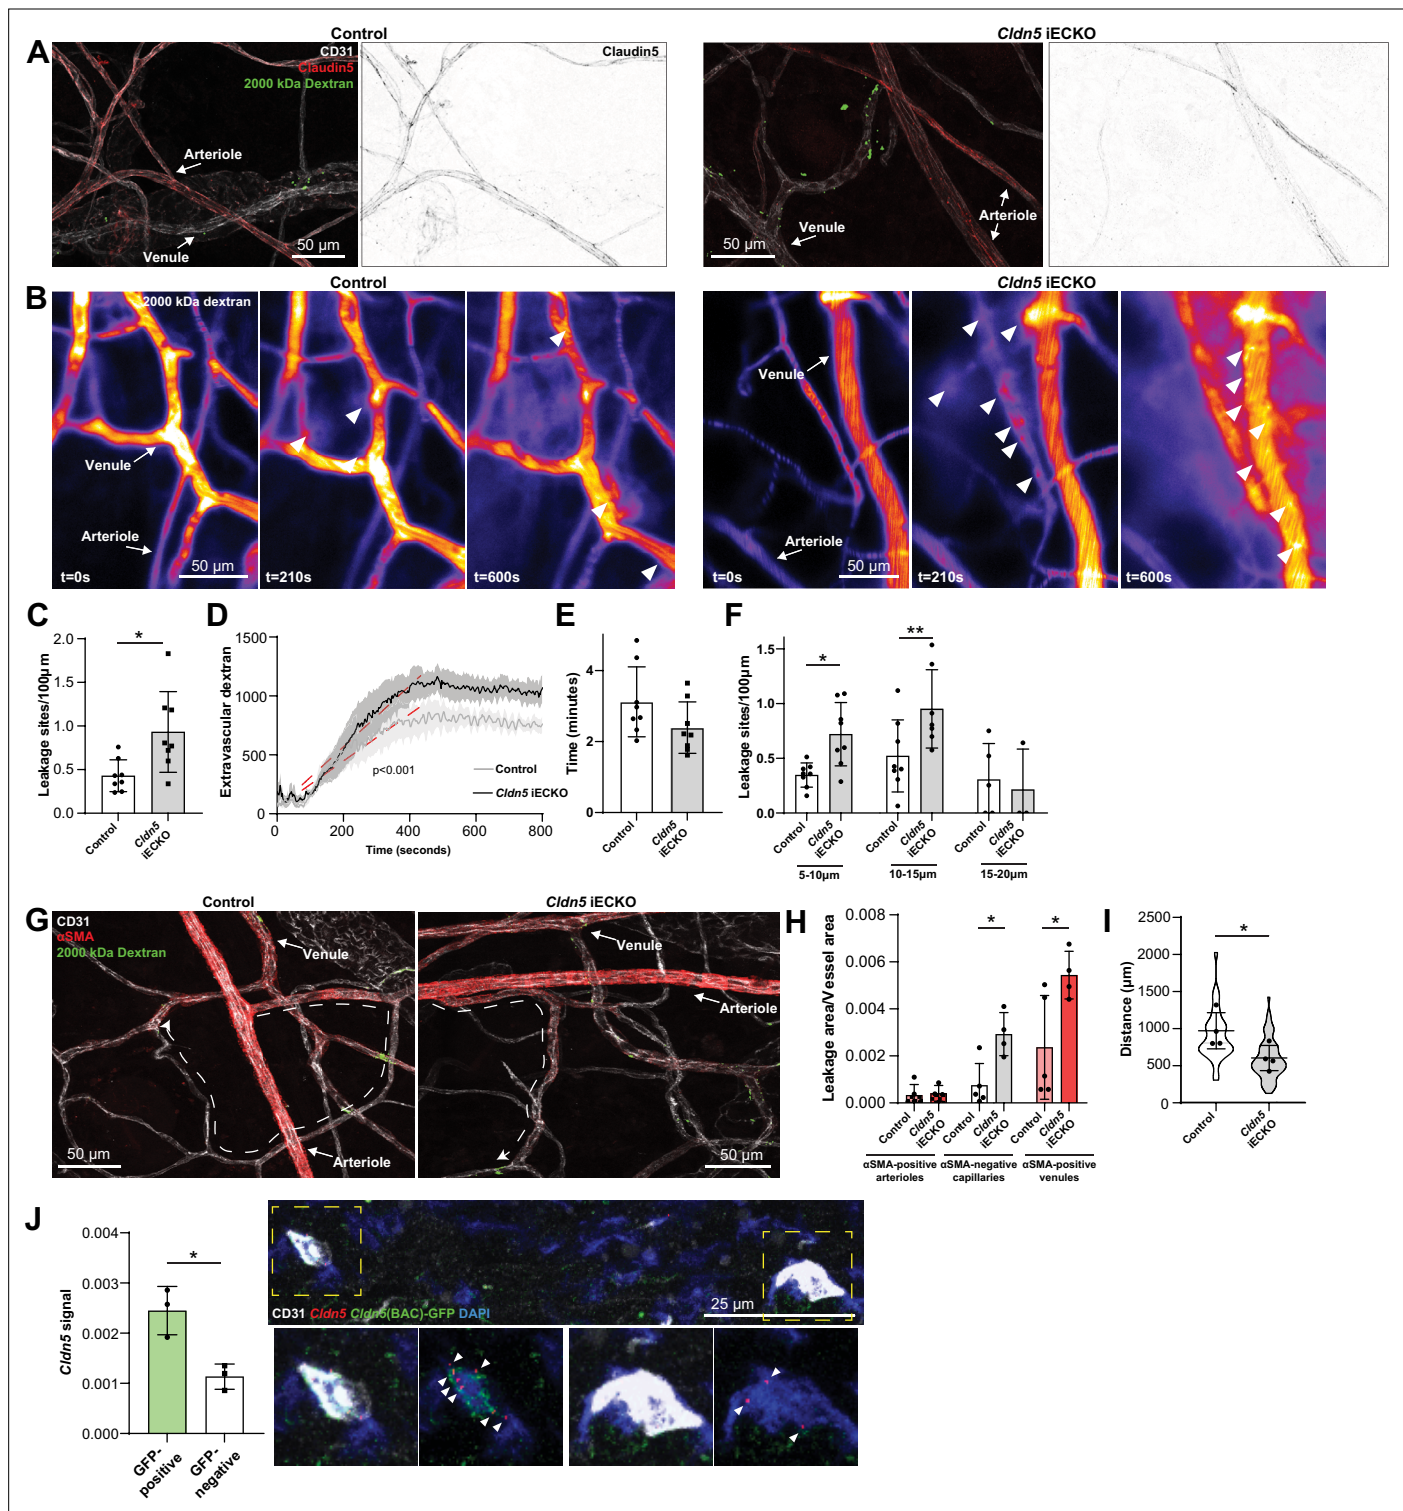 A
Control
CD31
Claudin5
2000 kDa Dextran
Arteriole
Venule
50 µm
Claudin5
Cldn5 iECKO
Venule
Arteriole
50 µm
B
Control
2000 kDa dextran
Venule
Arteriole
50 µm
t=0s
t=210s
t=600s
Cldn5 iECKO
Venule
Arteriole
50 µm
t=0s
t=210s
t=600s
C
Leakage sites/100µm
2.0
1.5
1.0
0.5
0.0
*
Control
Cldn5
iECKO
D
Extravascular dextran
1500
1000
500
0
0 200 400 600 800
Time (seconds)
p<0.001
Control
Cldn5 iECKO
E
Time (minutes)
4
2
0
Control
Cldn5
iECKO
F
Leakage sites/100µm
1.5
1.0
0.5
0.0
*
**
Control
Cldn5
iECKO
Control
Cldn5
iECKO
Control
Cldn5
iECKO
5-10µm
10-15µm
15-20µm
G
Control
CD31
αSMA
2000 kDa Dextran
Venule
Arteriole
50 µm
Cldn5 iECKO
Venule
Arteriole
50 µm
H
Leakage area/Vessel area
0.008
0.006
0.004
0.002
0.000
*
*
Control
Cldn5
iECKO
Control
Cldn5
iECKO
Control
Cldn5
iECKO
αSMA-positive
arterioles
αSMA-negative
capillaries
αSMA-positive
venules
I
Distance (µm)
2500
2000
1500
1000
500
0
*
Control
Cldn5
iECKO
J
Cldn5 signal
0.004
0.003
0.002
0.001
0.000
*
GFP-
positive
GFP-
negative
CD31 Cldn5 Cldn5(BAC)-GFP DAPI
25 µm